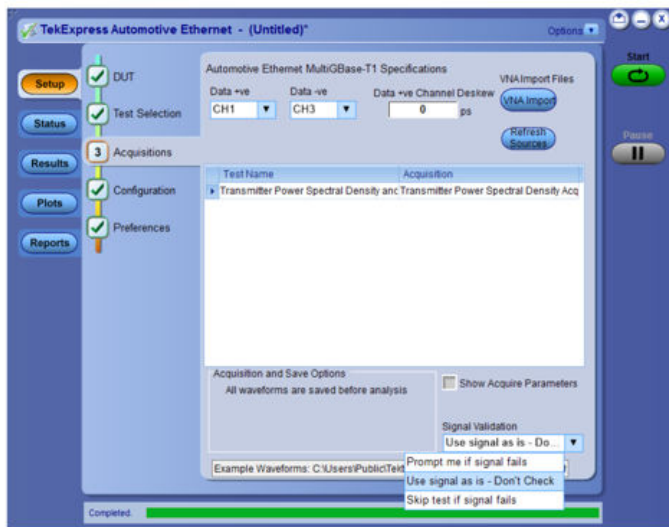 TekExpress Automotive Ethernet - (Untitled)*
Options
Start
Setup
DUT
Automotive Ethernet MultiGBase-T1 Specifications
VNA Import Files
Data +ve
Data -ve
Data +ve Channel Deskew
CH1
CH3
0
ps
VNA Import
Status
Test Selection
Refresh
Sources
Pause
3
Acquisitions
Results
Test Name
Acquisition
Transmitter Power Spectral Density anc
Transmitter Power Spectral Density Acq
Configuration
Plots
Preferences
Reports
Acquisition and Save Options
All waveforms are saved before analysis
Show Acquire Parameters
Signal Validation
Use signal as is - Do...
Prompt me if signal fails
Use signal as is - Don't Check
Skip test if signal fails
Example Waveforms: C:\Users\Public\Tekt
Completed.